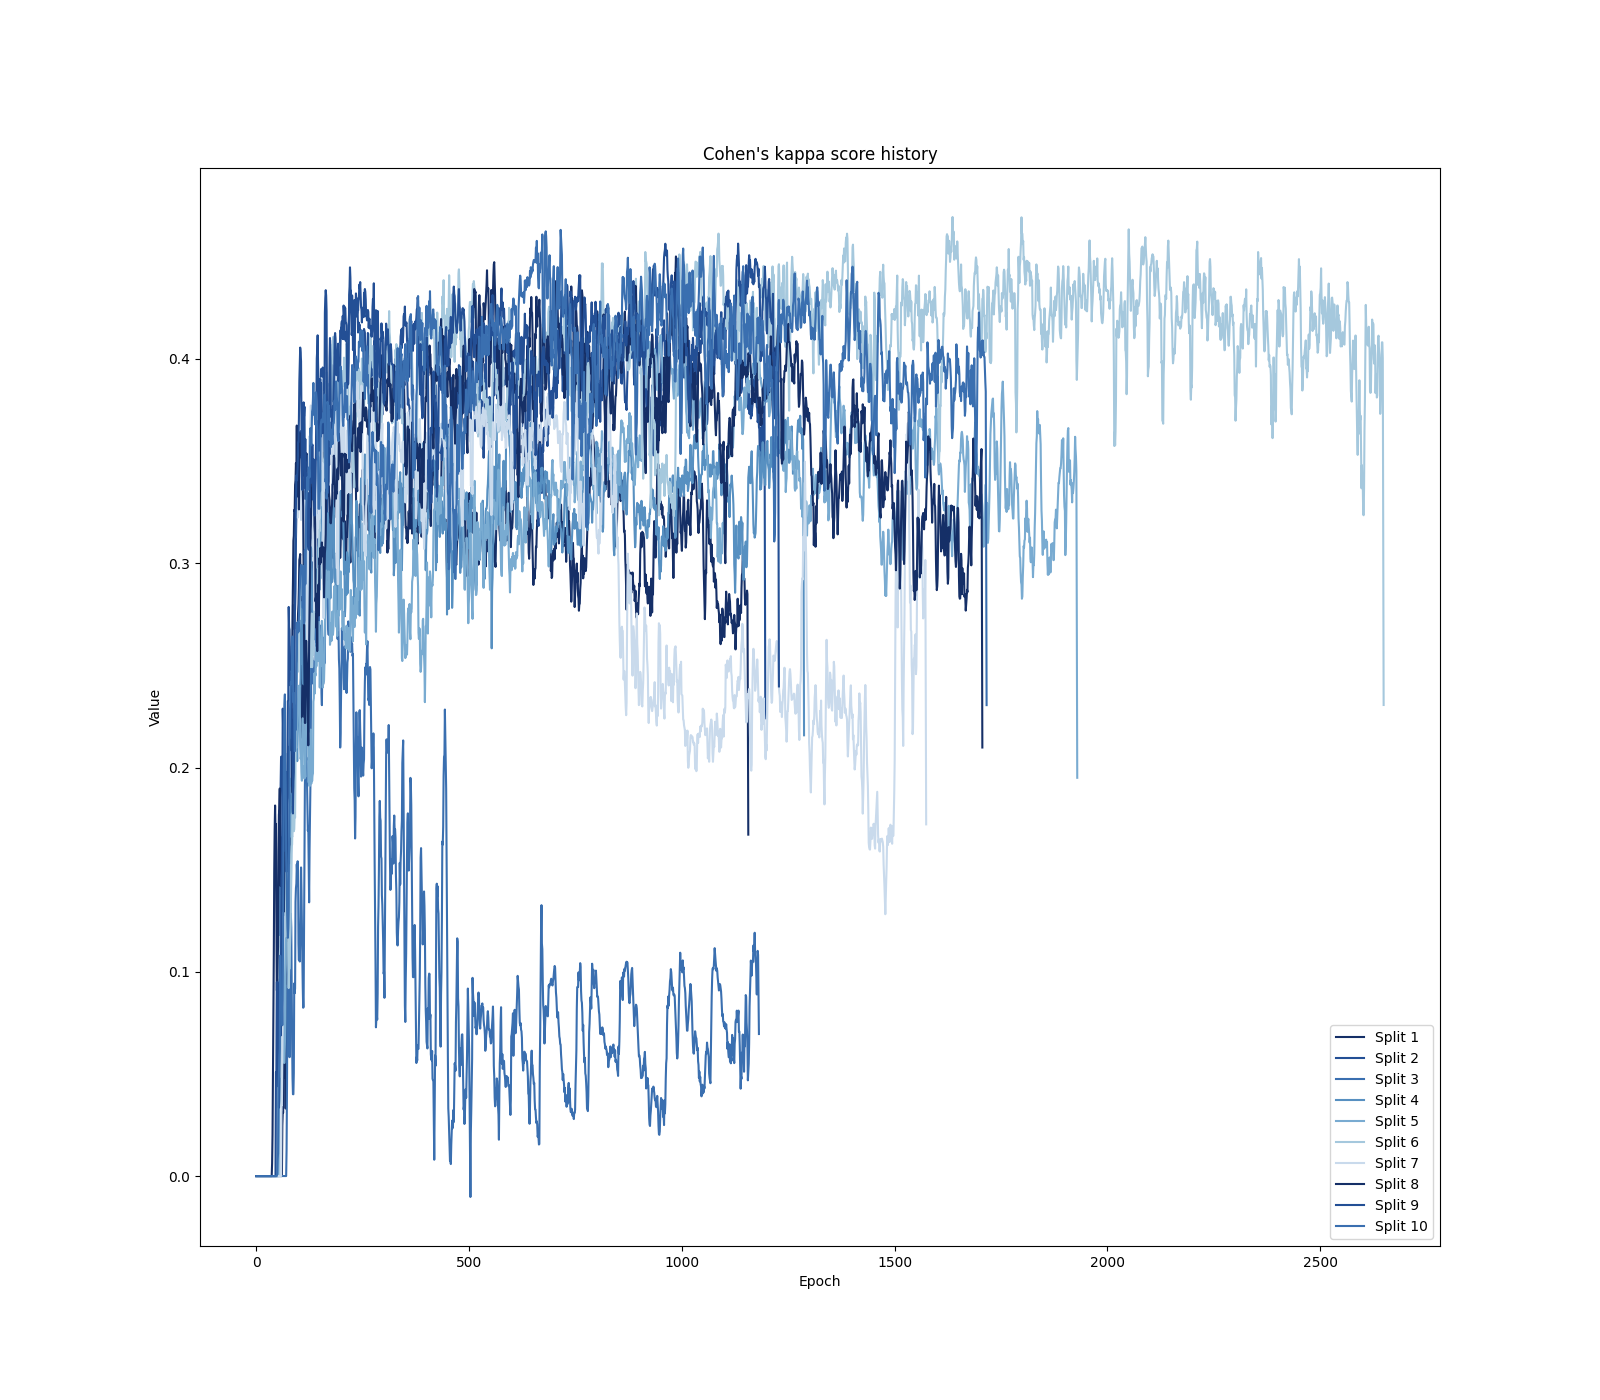 Cohen's kappa score history
Value
0.4
0.3
0.2
0.1
0.0
0
500
1000
1500
2000
2500
Epoch
Split 1
Split 2
Split 3
Split 4
Split 5
Split 6
Split 7
Split 8
Split 9
Split 10